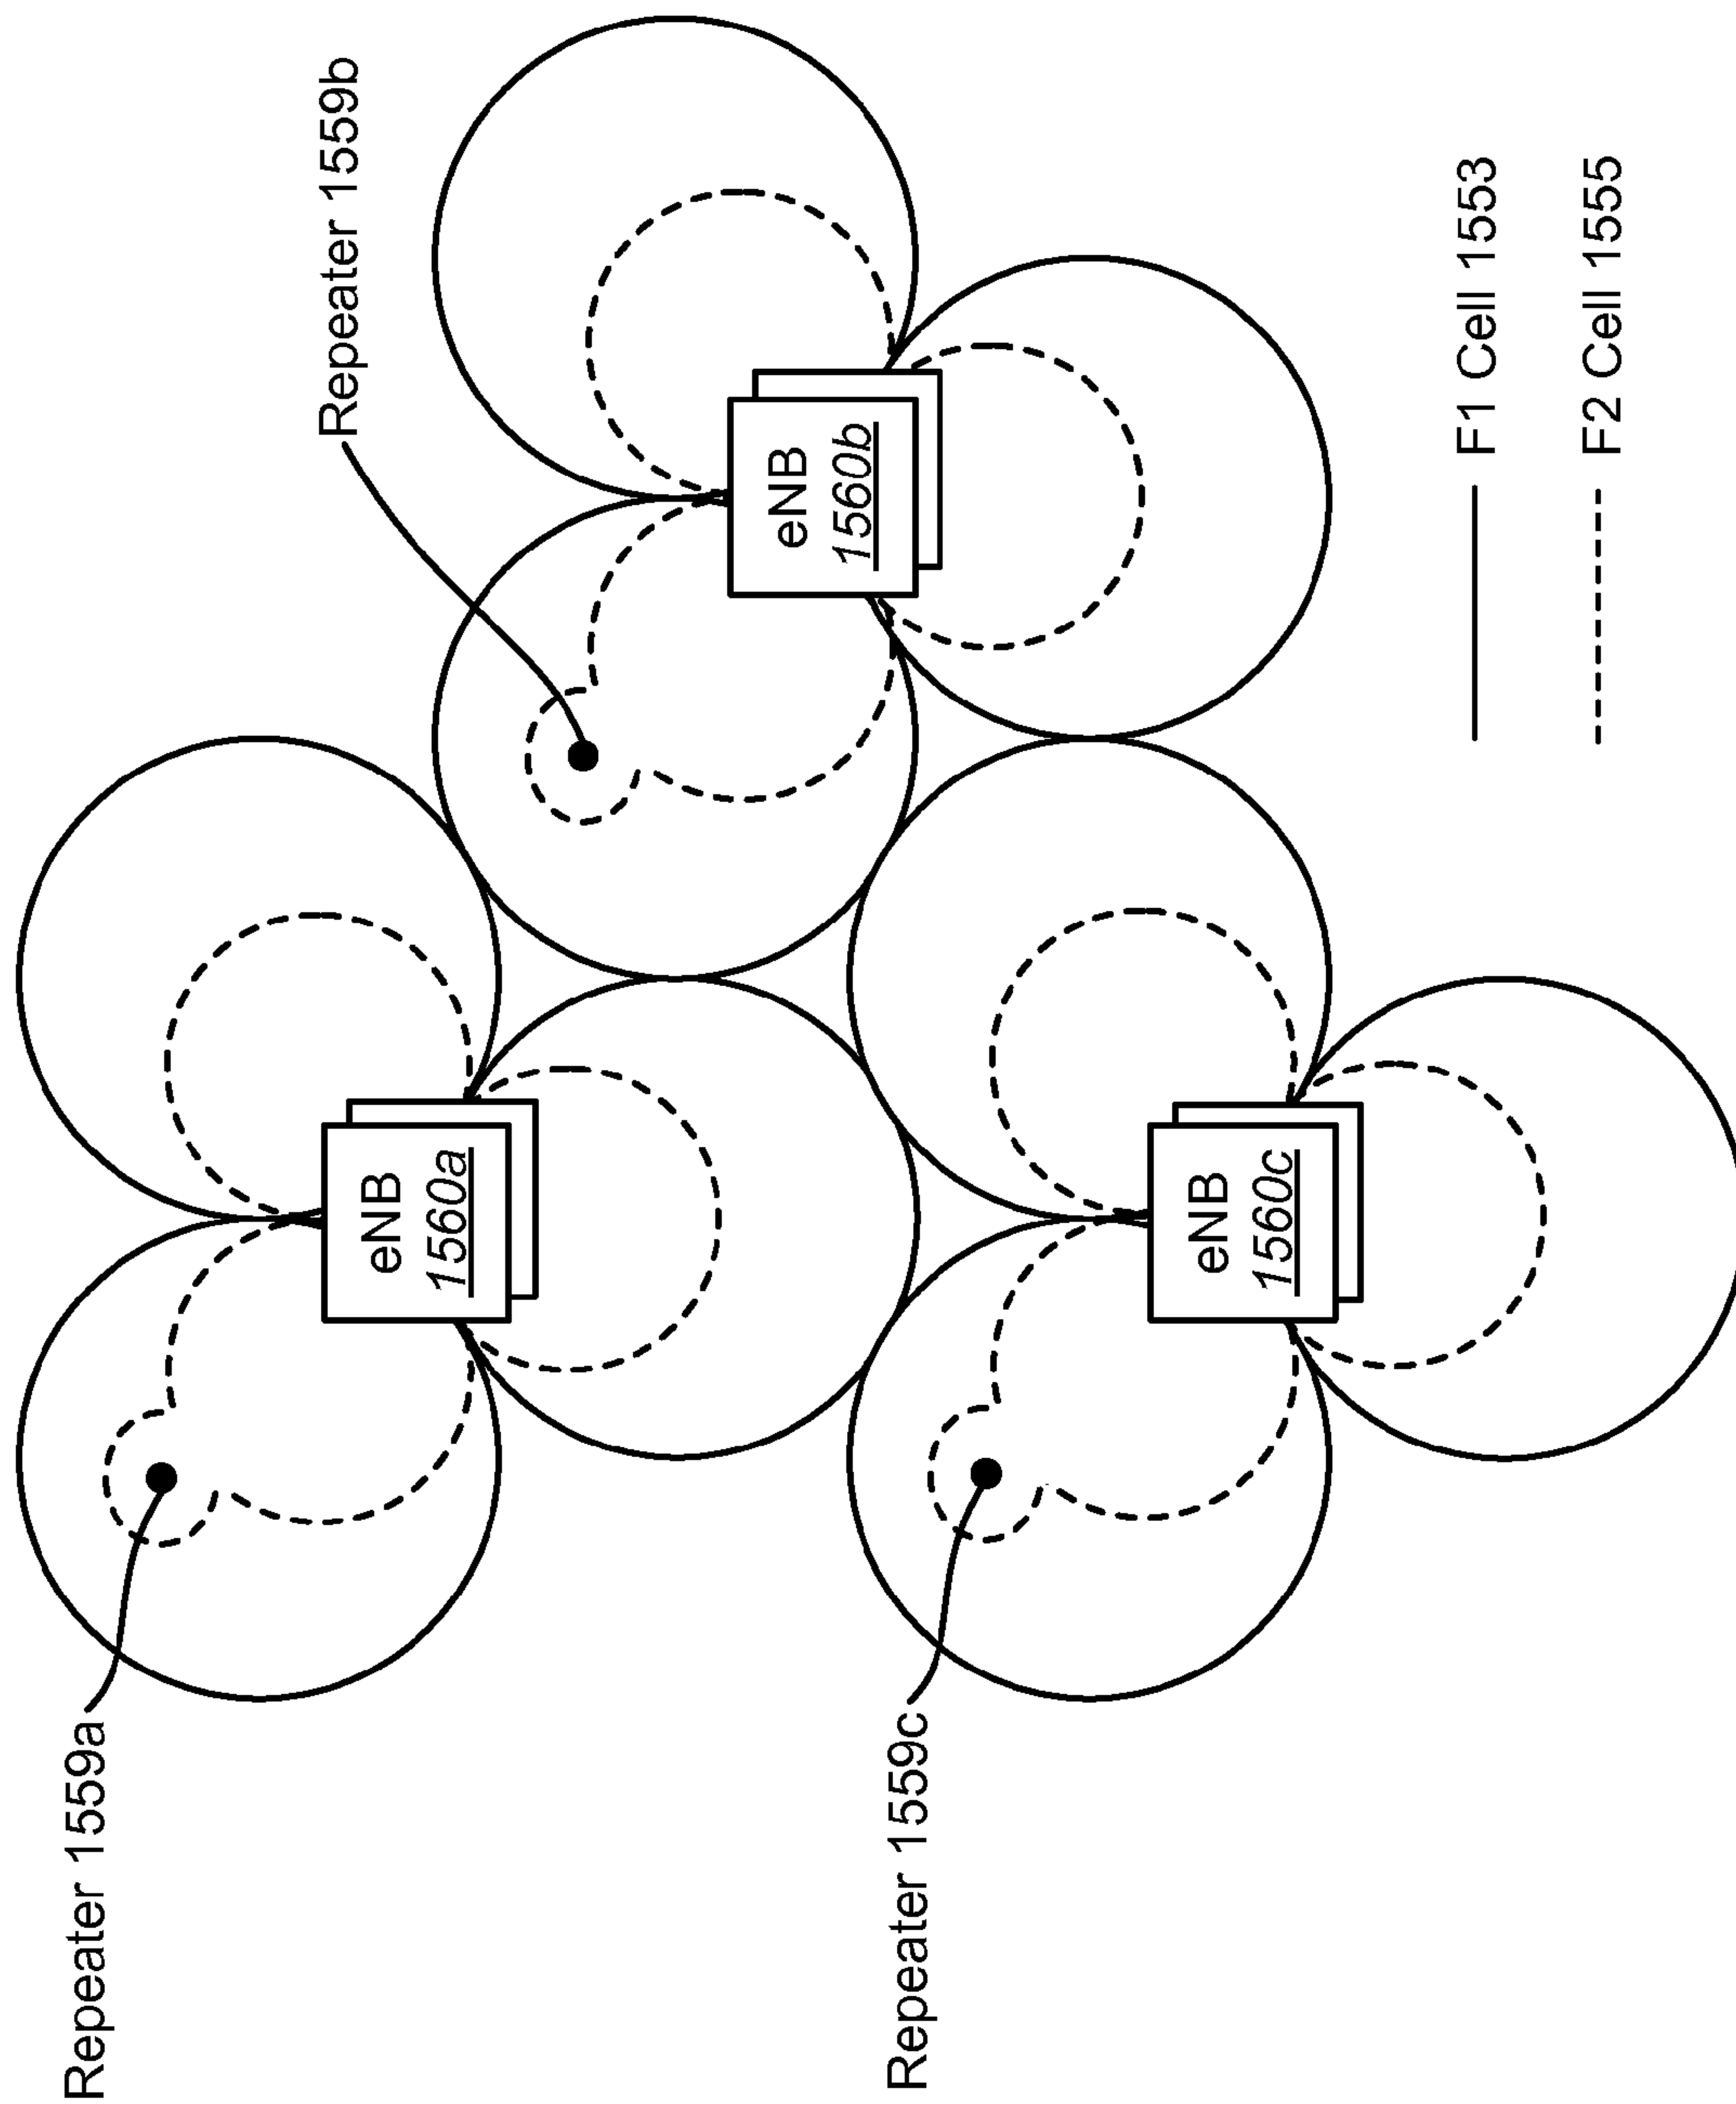 Repeater 1559a
Repeater 1559b
eNB
1560a
eNB
1560b
Repeater 1559c
eNB
1560c
F1 Cell 1553
F2 Cell 1555